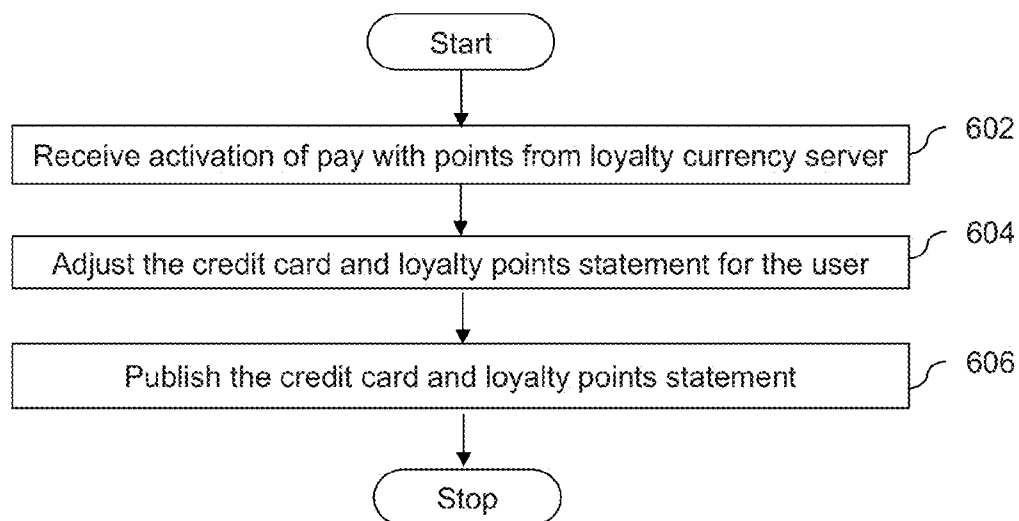 Start
602
Receive activation of pay with points from loyalty currency server
604
Adjust the credit card and loyalty points statement for the user
606
Publish the credit card and loyalty points statement
Stop